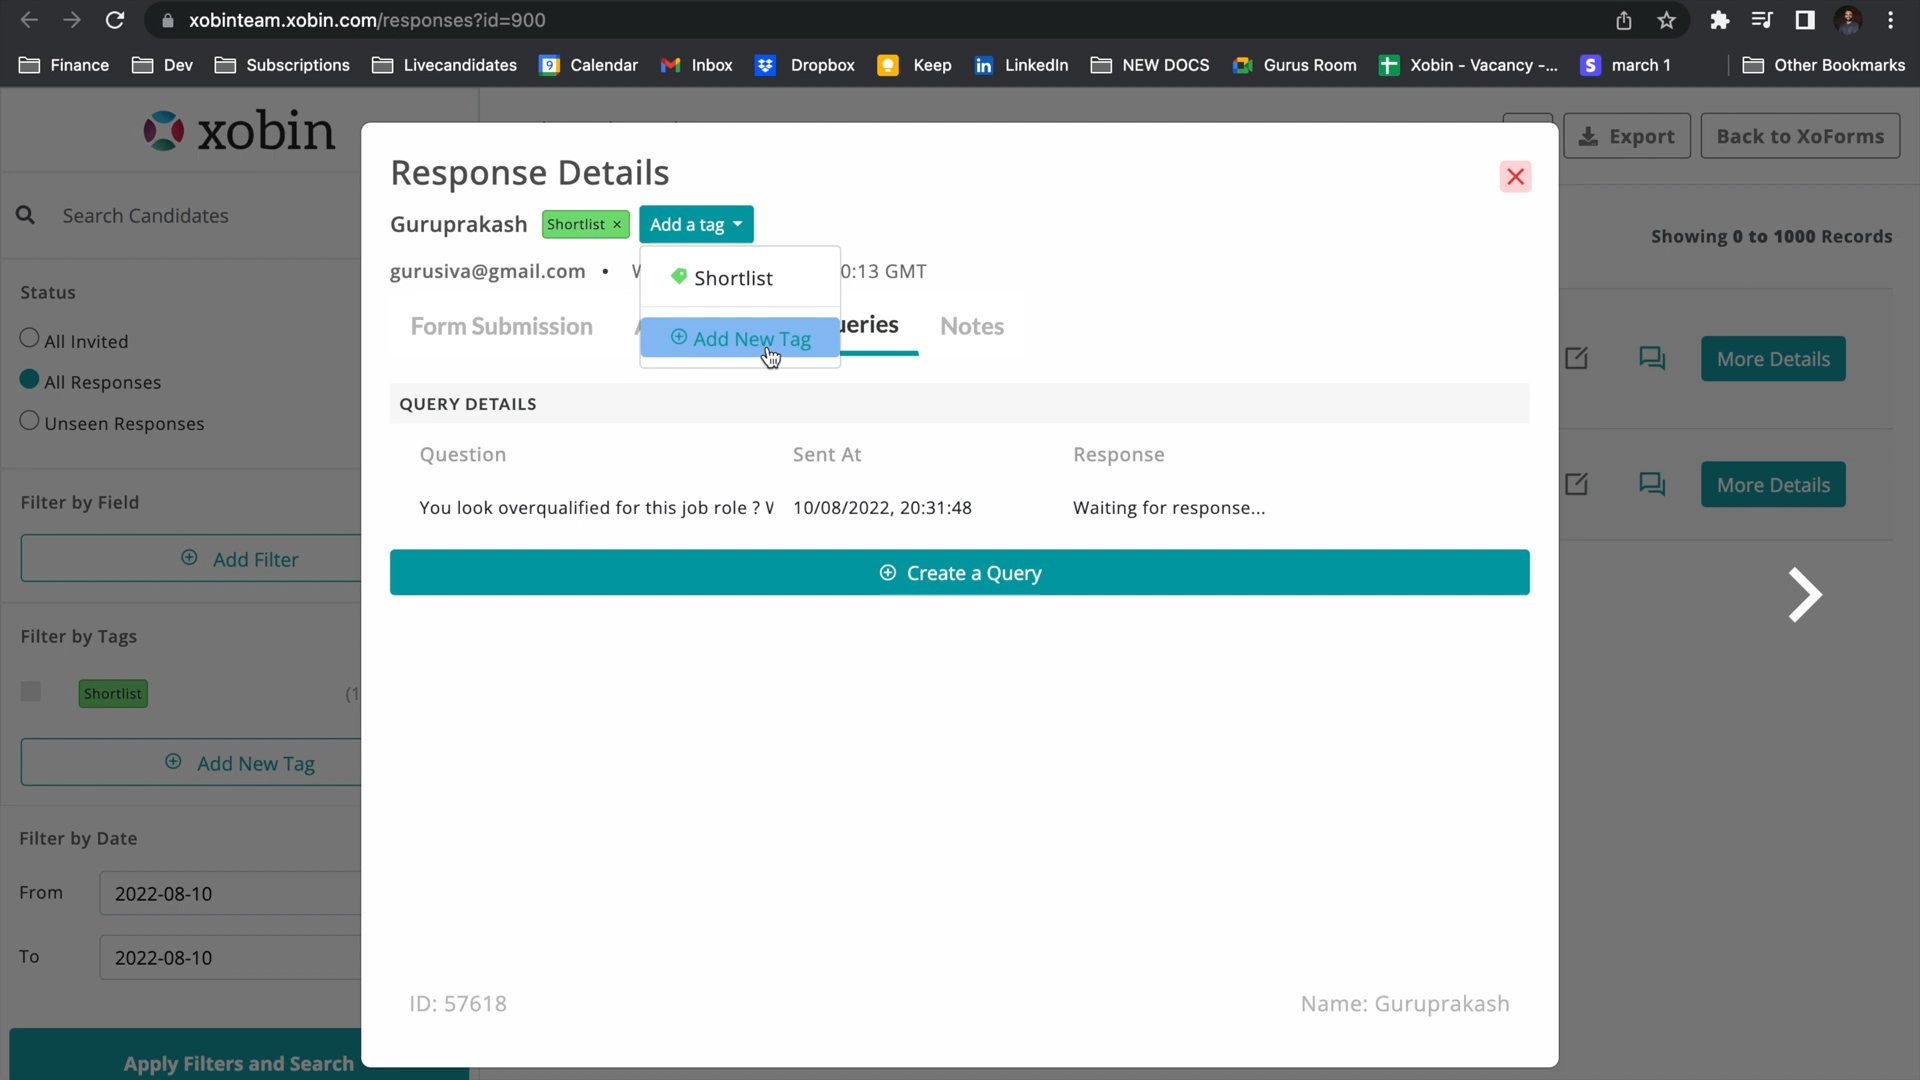 xobinteam.xobin.com/responses?id=900
Finance Dev Subscriptions Livecandidates 9 Calendar Inbox Dropbox Keep LinkedIn NEW DOCS Gurus Room Xobin - Vacancy -... S march 1 Other Bookmarks
xobin
Export Back to XoForms
Response Details
Search Candidates
Guruprakash Shortlist × Add a tag
Showing 0 to 1000 Records
gurusiva@gmail.com • 0:13 GMT
Shortlist
Status
Form Submission ueries Notes
Add New Tag
All Invited
All Responses
Unseen Responses
More Details
QUERY DETAILS
Question Sent At Response
You look overqualified for this job role ? 10/08/2022, 20:31:48 Waiting for response...
More Details
Filter by Field
Add Filter
Create a Query
Filter by Tags
Shortlist (1
Add New Tag
Filter by Date
From 2022-08-10
To 2022-08-10
ID: 57618 Name: Guruprakash
Apply Filters and Search